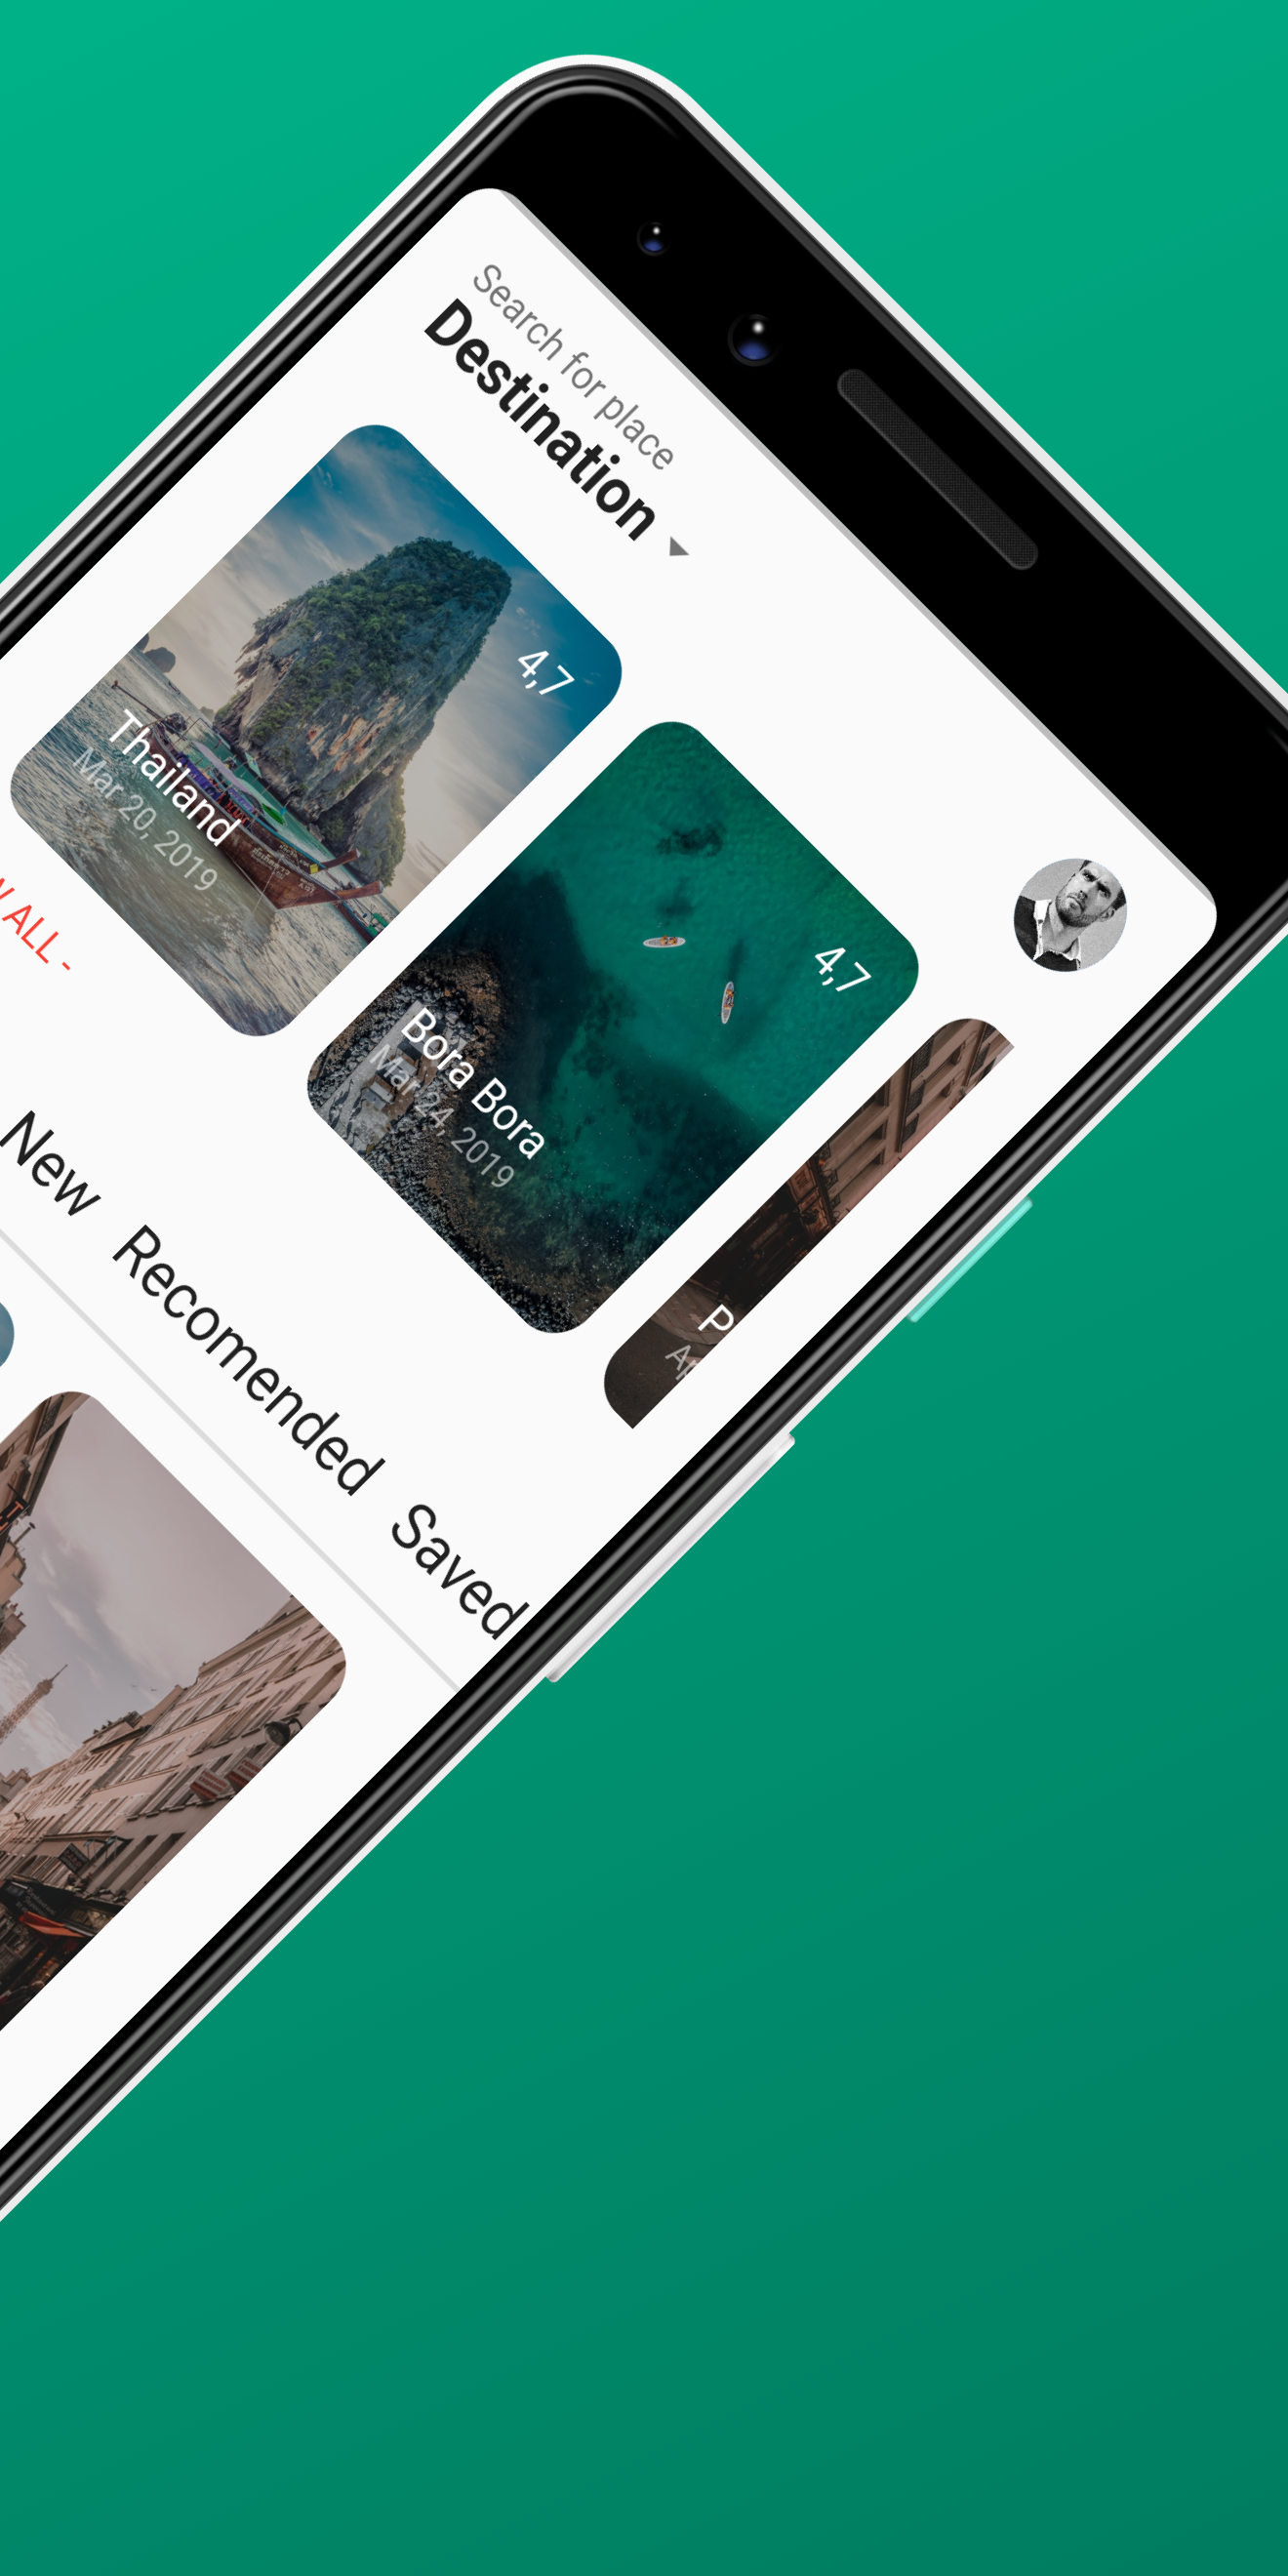 Search for place
Destination
4,7
Thailand
Mar 20, 2019
4,7
Bora Bora
Mar 24, 2019
P
Ap
ALL -
New Recomended Saved